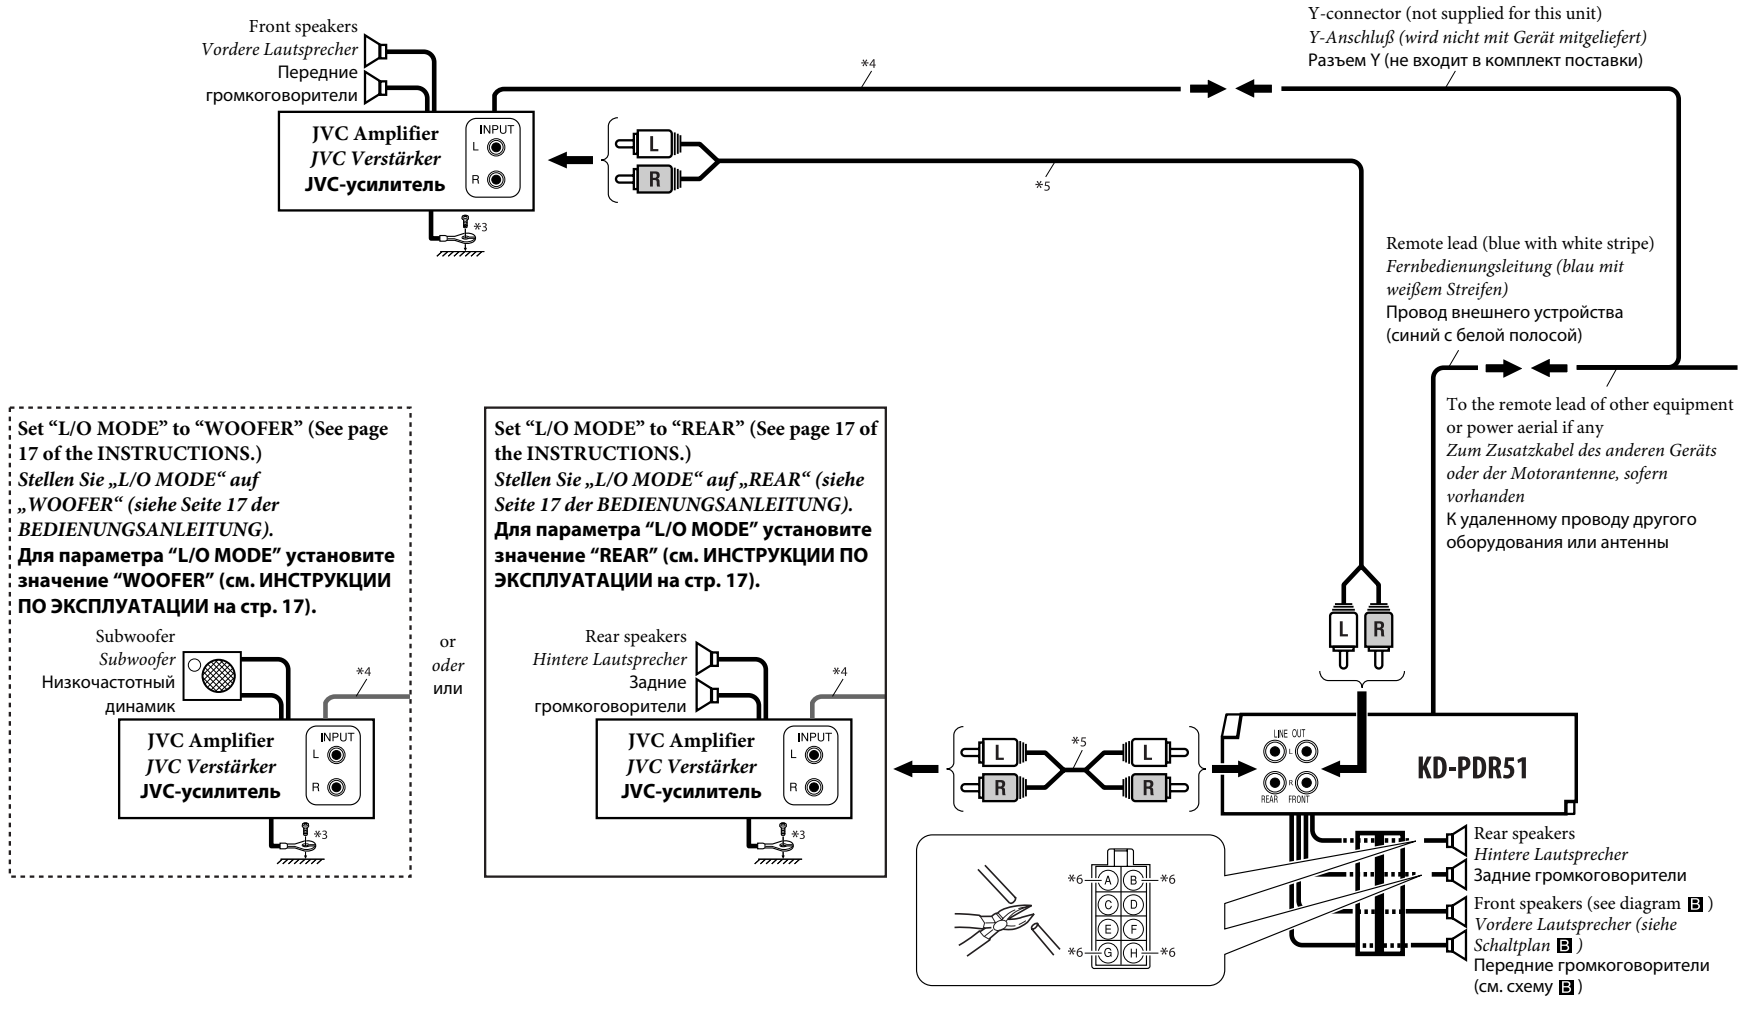 Front speakers
Vordere Lautsprecher
Передние
громкоговорители
JVC Amplifier
JVC Verstärker
JVC-усилитель
INPUT
L
R
*3
L
R
*4
*5
Y-connector (not supplied for this unit)
Y-Anschluß (wird nicht mit Gerät mitgeliefert)
Разъем Y (не входит в комплект поставки)
Remote lead (blue with white stripe)
Fernbedienungsleitung (blau mit
weißem Streifen)
Провод внешнего устройства
(синий с белой полосой)
To the remote lead of other equipment
or power aerial if any
Zum Zusatzkabel des anderen Geräts
oder der Motorantenne, sofern
vorhanden
К удаленному проводу другого
оборудования или антенны
Set “L/O MODE” to “WOOFER” (See page
17 of the INSTRUCTIONS.)
Stellen Sie „L/O MODE“ auf
„WOOFER“ (siehe Seite 17 der
BEDIENUNGSANLEITUNG).
Для параметра “L/O MODE” установите
значение “WOOFER” (см. ИНСТРУКЦИИ
ПО ЭКСПЛУАТАЦИИ на стр. 17).
Subwoofer
Subwoofer
Низкочастотный
динамик
*4
JVC Amplifier
JVC Verstärker
JVC-усилитель
INPUT
L
R
*3
or
oder
или
Set “L/O MODE” to “REAR” (See page 17 of
the INSTRUCTIONS.)
Stellen Sie „L/O MODE“ auf „REAR“ (siehe
Seite 17 der BEDIENUNGSANLEITUNG).
Для параметра “L/O MODE” установите
значение “REAR” (см. ИНСТРУКЦИИ ПО
ЭКСПЛУАТАЦИИ на стр. 17).
Rear speakers
Hintere Lautsprecher
Задние
громкоговорители
*4
JVC Amplifier
JVC Verstärker
JVC-усилитель
INPUT
L
R
*3
L R
L *5 L
R R
LINE OUT
L
R
REAR FRONT
KD-PDR51
*6 A B *6
C D
E F
*6 G H *6
Rear speakers
Hintere Lautsprecher
Задние громкоговорители
Front speakers (see diagram B )
Vordere Lautsprecher (siehe
Schaltplan B )
Передние громкоговорители
(см. схему B )